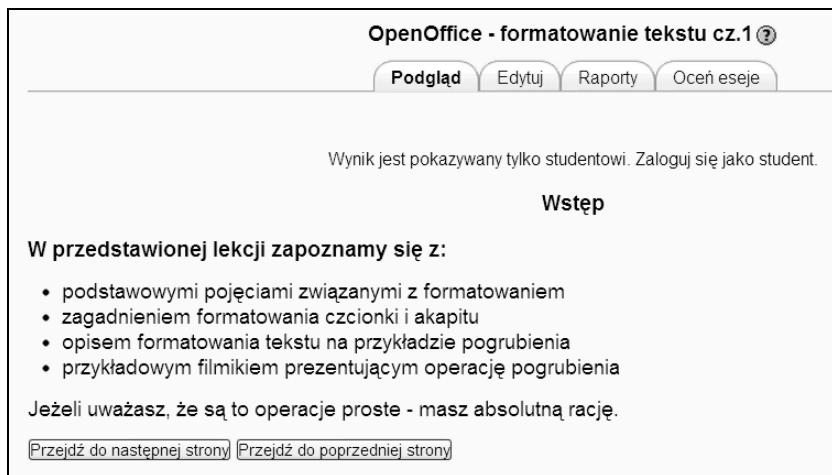 OpenOffice - formatowanie tekstu cz.1 ?
Podgląd Edytuj Raporty Oceń eseje
Wynik jest pokazywany tylko studentowi. Zaloguj się jako student.
Wstęp
W przedstawionej lekcji zapoznamy się z:
• podstawowymi pojęciami związanymi z formatowaniem
• zagadnieniem formatowania czcionki i akapitu
• opisem formatowania tekstu na przykładzie pogrubienia
• przykładowym filmikiem prezentującym operację pogrubienia
Jeżeli uważasz, że są to operacje proste - masz absolutną rację.
Przejdź do następnej strony Przejdź do poprzedniej strony